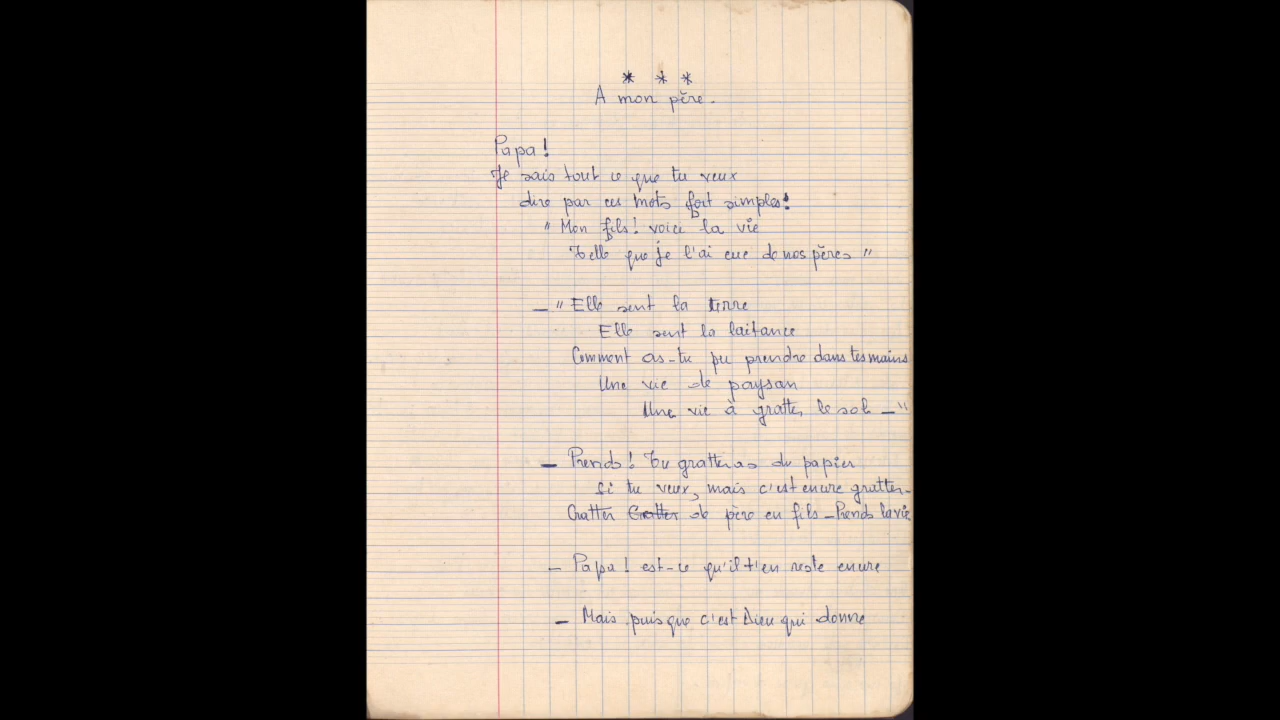 * * *
A mon père.
Papa!
Je sais tout ce que tu veux
dire par ces mots fort simples!
" Mon fils! voici la vie
Telle que je l'ai eue de nos pères "
— " Elle sent la terre
Elle sent la laitance
Comment as-tu pu prendre dans tes mains
Une vie de paysan
Une vie à gratter le sol — "
— Prends! Tu gratteras du papier
Si tu veux, mais c'est encore gratter-
Gratter Gratter de père en fils — Prends la vie
— Papa! est-ce qu'il t'en reste encore
— Mais puisque c'est Dieu qui donne